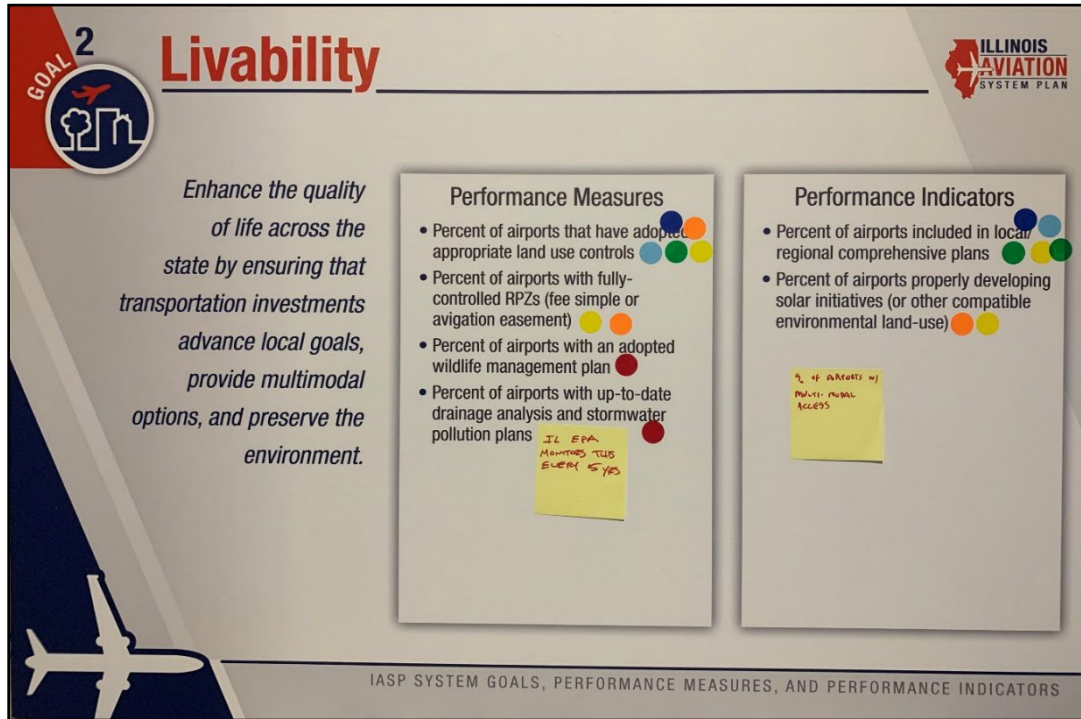 GOAL 2
Livability
ILLINOIS
AVIATION
SYSTEM PLAN
Enhance the quality
of life across the
state by ensuring that
transportation investments
advance local goals,
provide multimodal
options, and preserve the
environment.
Performance Measures
• Percent of airports that have adopted
appropriate land use controls
• Percent of airports with fully-
controlled RPZs (fee simple or
avigation easement)
• Percent of airports with an adopted
wildlife management plan
• Percent of airports with up-to-date
drainage analysis and stormwater
pollution plans
IL EPA
MONITORS THIS
EVERY 5 YRS
Performance Indicators
• Percent of airports included in local/
regional comprehensive plans
• Percent of airports properly developing
solar initiatives (or other compatible
environmental land-use)
% of AIRPORTS W/
MULTI-MODAL
ACCESS
IASP SYSTEM GOALS, PERFORMANCE MEASURES, AND PERFORMANCE INDICATORS